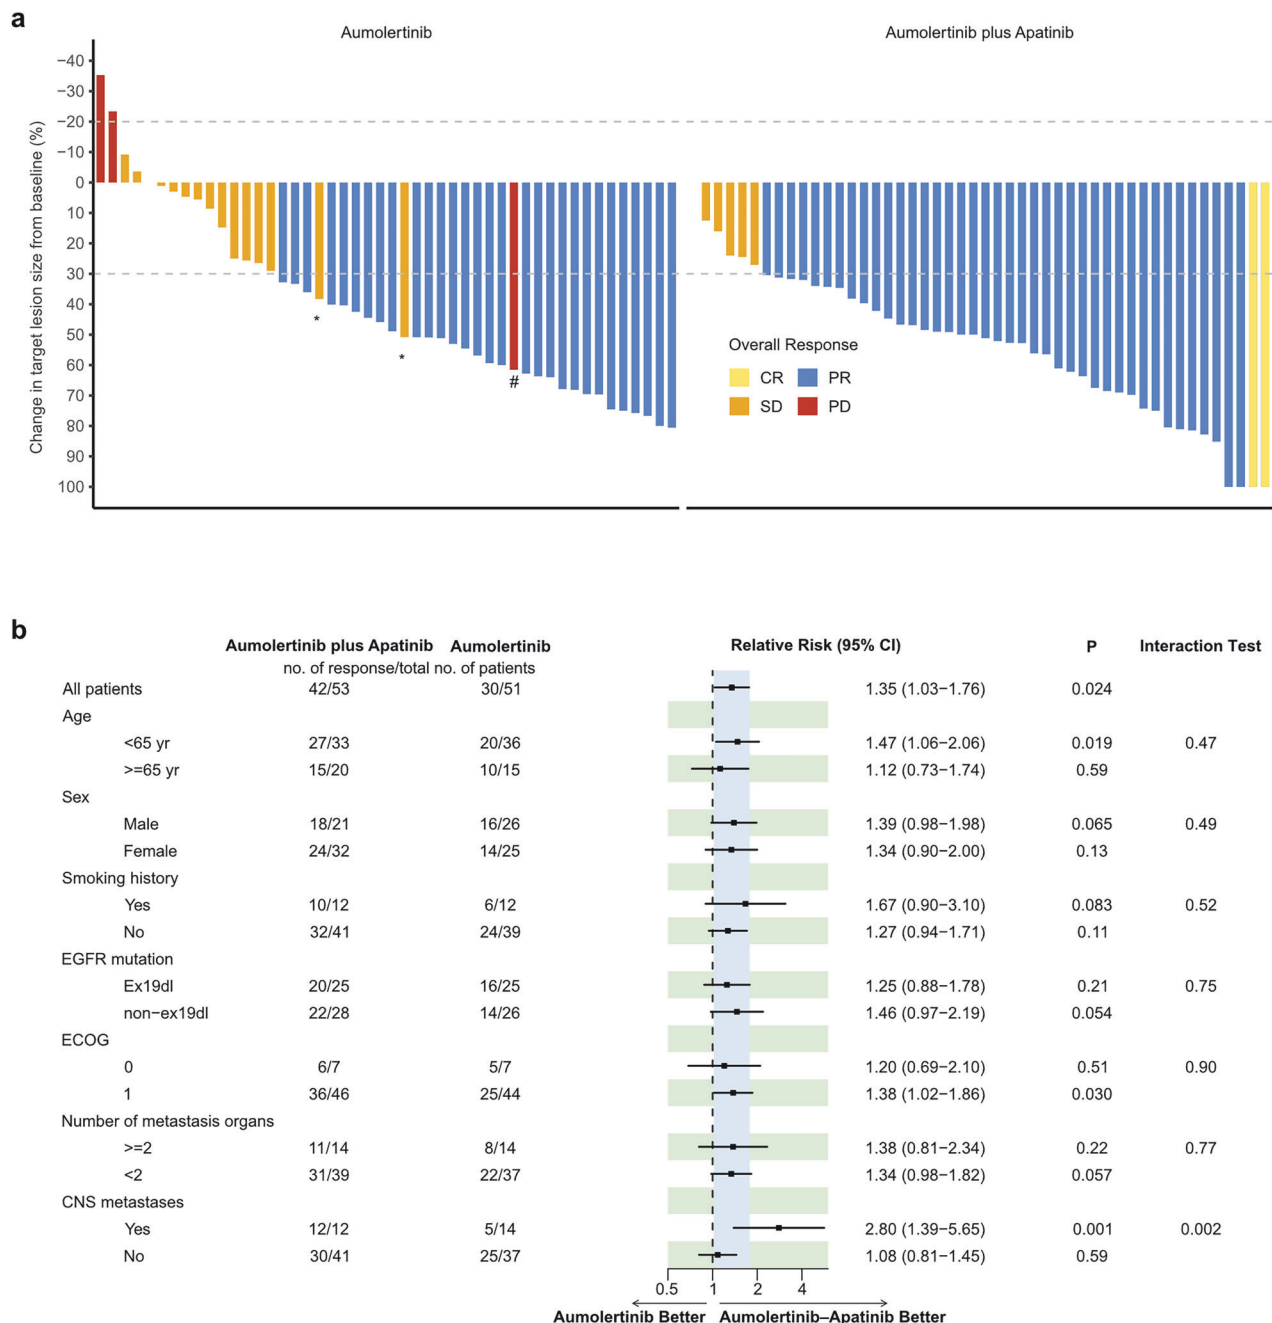 a
Aumolertinib
Aumolertinib plus Apatinib
Change in target lesion size from baseline (%)
−40
−30
−20
−10
0
10
20
30
40
50
60
70
80
90
100
*
*
#
Overall Response
CR PR
SD PD
b
Aumolertinib plus Apatinib Aumolertinib Relative Risk (95% CI) P Interaction Test
no. of response/total no. of patients
All patients 42/53 30/51 1.35 (1.03−1.76) 0.024
Age
<65 yr 27/33 20/36 1.47 (1.06−2.06) 0.019 0.47
>=65 yr 15/20 10/15 1.12 (0.73−1.74) 0.59
Sex
Male 18/21 16/26 1.39 (0.98−1.98) 0.065 0.49
Female 24/32 14/25 1.34 (0.90−2.00) 0.13
Smoking history
Yes 10/12 6/12 1.67 (0.90−3.10) 0.083 0.52
No 32/41 24/39 1.27 (0.94−1.71) 0.11
EGFR mutation
Ex19dl 20/25 16/25 1.25 (0.88−1.78) 0.21 0.75
non−ex19dl 22/28 14/26 1.46 (0.97−2.19) 0.054
ECOG
0 6/7 5/7 1.20 (0.69−2.10) 0.51 0.90
1 36/46 25/44 1.38 (1.02−1.86) 0.030
Number of metastasis organs
>=2 11/14 8/14 1.38 (0.81−2.34) 0.22 0.77
<2 31/39 22/37 1.34 (0.98−1.82) 0.057
CNS metastases
Yes 12/12 5/14 2.80 (1.39−5.65) 0.001 0.002
No 30/41 25/37 1.08 (0.81−1.45) 0.59
0.5 1 2 4
Aumolertinib Better Aumolertinib−Apatinib Better